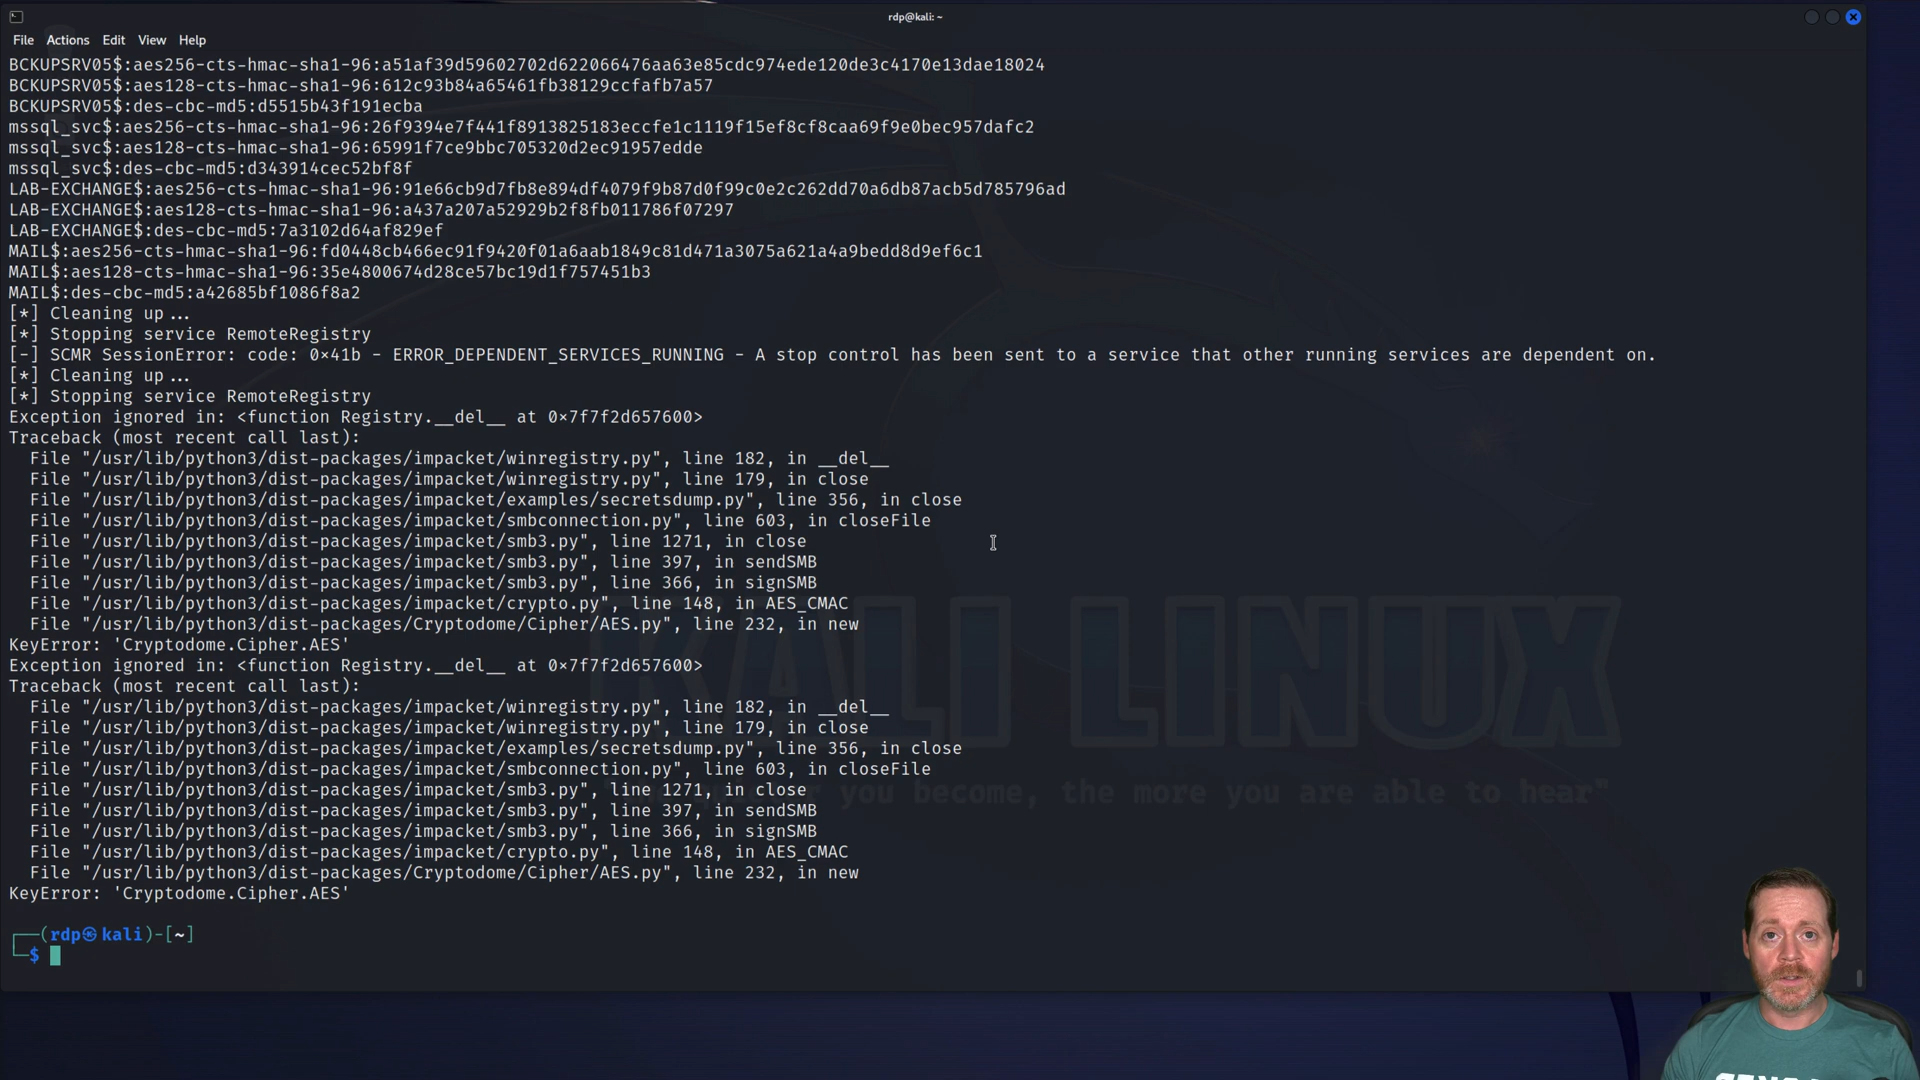 rdp@kali: ~
File Actions Edit View Help
BCKUPSRV05$:aes256-cts-hmac-sha1-96:a51af39d59602702d622066476aa63e85cdc974ede120de3c4170e13dae18024
BCKUPSRV05$:aes128-cts-hmac-sha1-96:612c93b84a65461fb38129ccfafb7a57
BCKUPSRV05$:des-cbc-md5:d5515b43f191ecba
mssql_svc$:aes256-cts-hmac-sha1-96:26f9394e7f441f8913825183eccfe1c1119f15ef8cf8caa69f9e0bec957dafc2
mssql_svc$:aes128-cts-hmac-sha1-96:65991f7ce9bbc705320d2ec91957edde
mssql_svc$:des-cbc-md5:d343914cec52bf8f
LAB-EXCHANGE$:aes256-cts-hmac-sha1-96:91e66cb9d7fb8e894df4079f9b87d0f99c0e2c262dd70a6db87acb5d785796ad
LAB-EXCHANGE$:aes128-cts-hmac-sha1-96:a437a207a52929b2f8fb011786f07297
LAB-EXCHANGE$:des-cbc-md5:7a3102d64af829ef
MAIL$:aes256-cts-hmac-sha1-96:fd0448cb466ec91f9420f01a6aab1849c81d471a3075a621a4a9bedd8d9ef6c1
MAIL$:aes128-cts-hmac-sha1-96:35e4800674d28ce57bc19d1f757451b3
MAIL$:des-cbc-md5:a42685bf1086f8a2
[*] Cleaning up...
[*] Stopping service RemoteRegistry
[-] SCMR SessionError: code: 0×41b - ERROR_DEPENDENT_SERVICES_RUNNING - A stop control has been sent to a service that other running services are dependent on.
[*] Cleaning up...
[*] Stopping service RemoteRegistry
Exception ignored in: <function Registry.__del__ at 0×7f7f2d657600>
Traceback (most recent call last):
  File "/usr/lib/python3/dist-packages/impacket/winregistry.py", line 182, in __del__
  File "/usr/lib/python3/dist-packages/impacket/winregistry.py", line 179, in close
  File "/usr/lib/python3/dist-packages/impacket/examples/secretsdump.py", line 356, in close
  File "/usr/lib/python3/dist-packages/impacket/smbconnection.py", line 603, in closeFile
  File "/usr/lib/python3/dist-packages/impacket/smb3.py", line 1271, in close
  File "/usr/lib/python3/dist-packages/impacket/smb3.py", line 397, in sendSMB
  File "/usr/lib/python3/dist-packages/impacket/smb3.py", line 366, in signSMB
  File "/usr/lib/python3/dist-packages/impacket/crypto.py", line 148, in AES_CMAC
  File "/usr/lib/python3/dist-packages/Cryptodome/Cipher/AES.py", line 232, in new
KeyError: 'Cryptodome.Cipher.AES'
Exception ignored in: <function Registry.__del__ at 0×7f7f2d657600>
Traceback (most recent call last):
  File "/usr/lib/python3/dist-packages/impacket/winregistry.py", line 182, in __del__
  File "/usr/lib/python3/dist-packages/impacket/winregistry.py", line 179, in close
  File "/usr/lib/python3/dist-packages/impacket/examples/secretsdump.py", line 356, in close
  File "/usr/lib/python3/dist-packages/impacket/smbconnection.py", line 603, in closeFile
  File "/usr/lib/python3/dist-packages/impacket/smb3.py", line 1271, in close
  File "/usr/lib/python3/dist-packages/impacket/smb3.py", line 397, in sendSMB
  File "/usr/lib/python3/dist-packages/impacket/smb3.py", line 366, in signSMB
  File "/usr/lib/python3/dist-packages/impacket/crypto.py", line 148, in AES_CMAC
  File "/usr/lib/python3/dist-packages/Cryptodome/Cipher/AES.py", line 232, in new
KeyError: 'Cryptodome.Cipher.AES'
┌──(rdp㉿kali)-[~]
└─$
KALI LINUX
you become, the more you are able to hear"